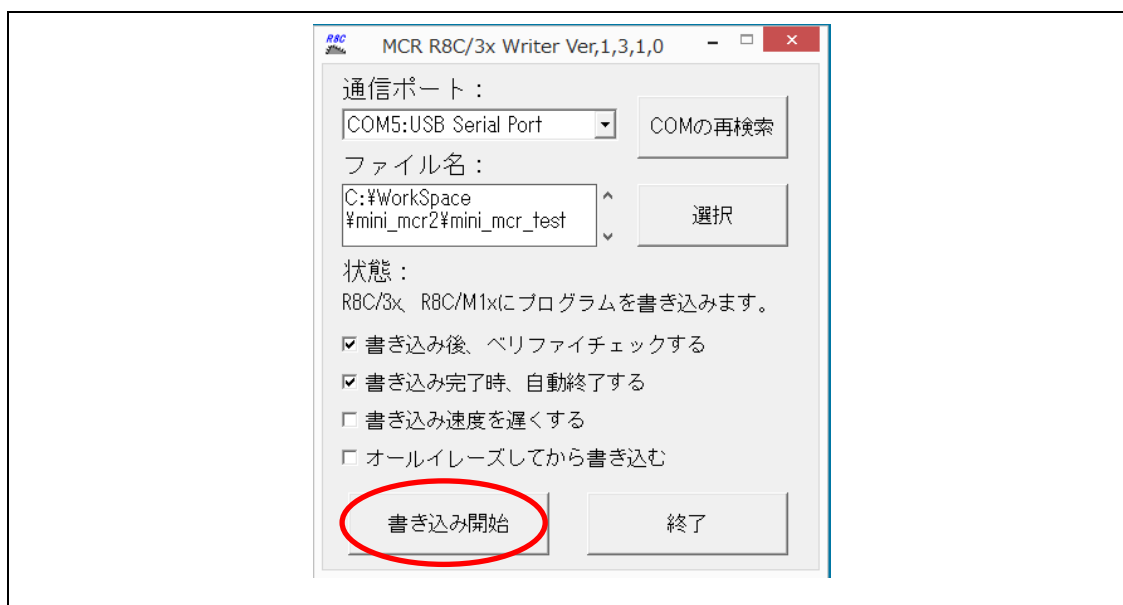 R8C
MCR R8C/3x Writer Ver,1,3,1,0
通信ポート：
COM5:USB Serial Port
COMの再検索
ファイル名：
C:¥WorkSpace
¥mini_mcr2¥mini_mcr_test
選択
状態：
R8C/3x、R8C/M1xにプログラムを書き込みます。
書き込み後、ベリファイチェックする
書き込み完了時、自動終了する
書き込み速度を遅くする
オールイレーズしてから書き込む
書き込み開始
終了